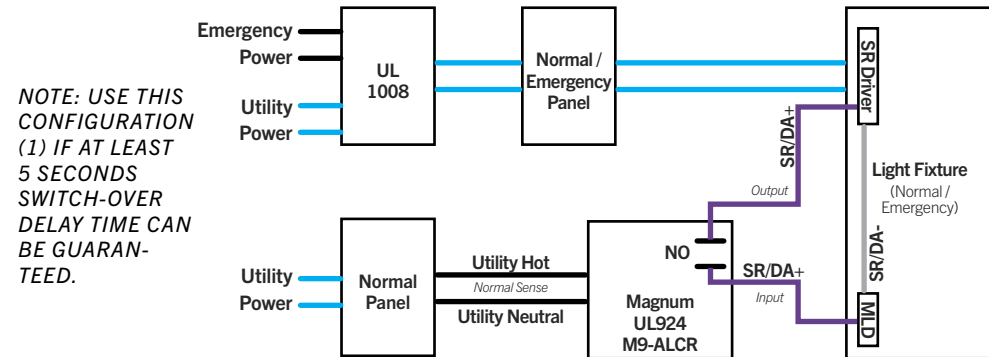 Emergency
Power
Utility
Power
UL
1008
Normal /
Emergency
Panel
SR Driver
SR/DA+
Output
Light Fixture
(Normal /
Emergency)
SR/DA-
NOTE: USE THIS
CONFIGURATION
(1) IF AT LEAST
5 SECONDS
SWITCH-OVER
DELAY TIME CAN
BE GUARAN-
TEED.
Utility
Power
Normal
Panel
Utility Hot
Normal Sense
Utility Neutral
NO
SR/DA+
Input
Magnum
UL924
M9-ALCR
MLD